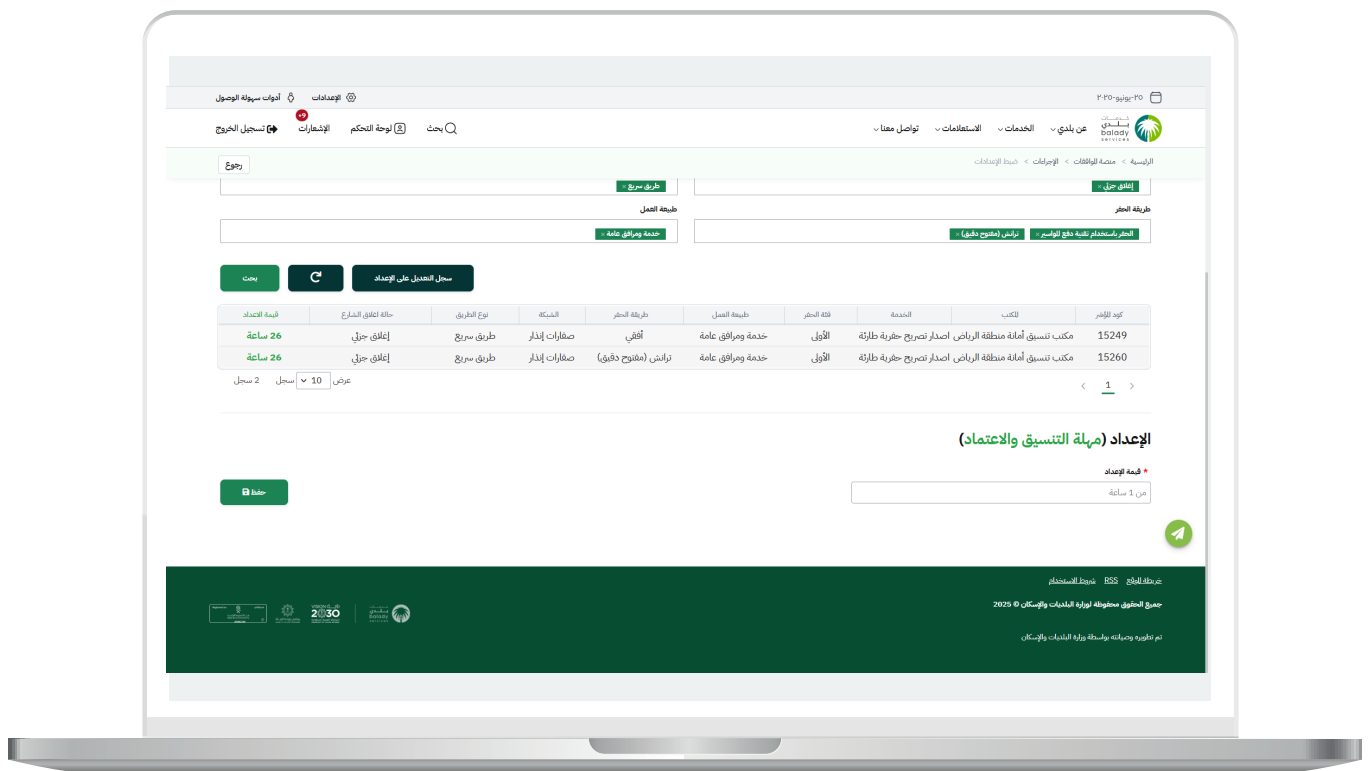 ٢٠-يونيو-٢٠٢٥
الإعدادات
أدوات سهولة الوصول
خدمات
بلدي
balady
services
عن بلدي
الخدمات
الاستعلامات
تواصل معنا
بحث
لوحة التحكم
الإشعارات
+9
تسجيل الخروج
الرئيسية > منصة الموافقات > الإجراءات > ضبط الإعدادات
رجوع
إغلاق جزئي ×
طريق سريع ×
طريقة الحفر
طبيعة العمل
الحفر باستخدام تقنية دفع المواسير × ترانش (مفتوح دقيق) ×
خدمة ومرافق عامة ×
سجل التعديل على الإعداد
بحث
كود المؤشر المكتب الخدمة فئة الحفر طبيعة العمل طريقة الحفر الشبكة نوع الطريق حالة اغلاق الشارع قيمة الاعداد
15249 مكتب تنسيق أمانة منطقة الرياض اصدار تصريح حفرية طارئة الأولى خدمة ومرافق عامة أفقي صفارات إنذار طريق سريع إغلاق جزئي 26 ساعة
15260 مكتب تنسيق أمانة منطقة الرياض اصدار تصريح حفرية طارئة الأولى خدمة ومرافق عامة ترانش (مفتوح دقيق) صفارات إنذار طريق سريع إغلاق جزئي 26 ساعة
1
عرض 10 سجل 2 سجل
الإعداد (مهلة التنسيق والاعتماد)
* قيمة الإعداد
من 1 ساعة
حفظ
خريطة الموقع RSS شروط الاستخدام
جميع الحقوق محفوظة لوزارة البلديات والإسكان © 2025
تم تطويره وصيانته بواسطة وزارة البلديات والإسكان
بلدي
balady
VISION رؤية
2030